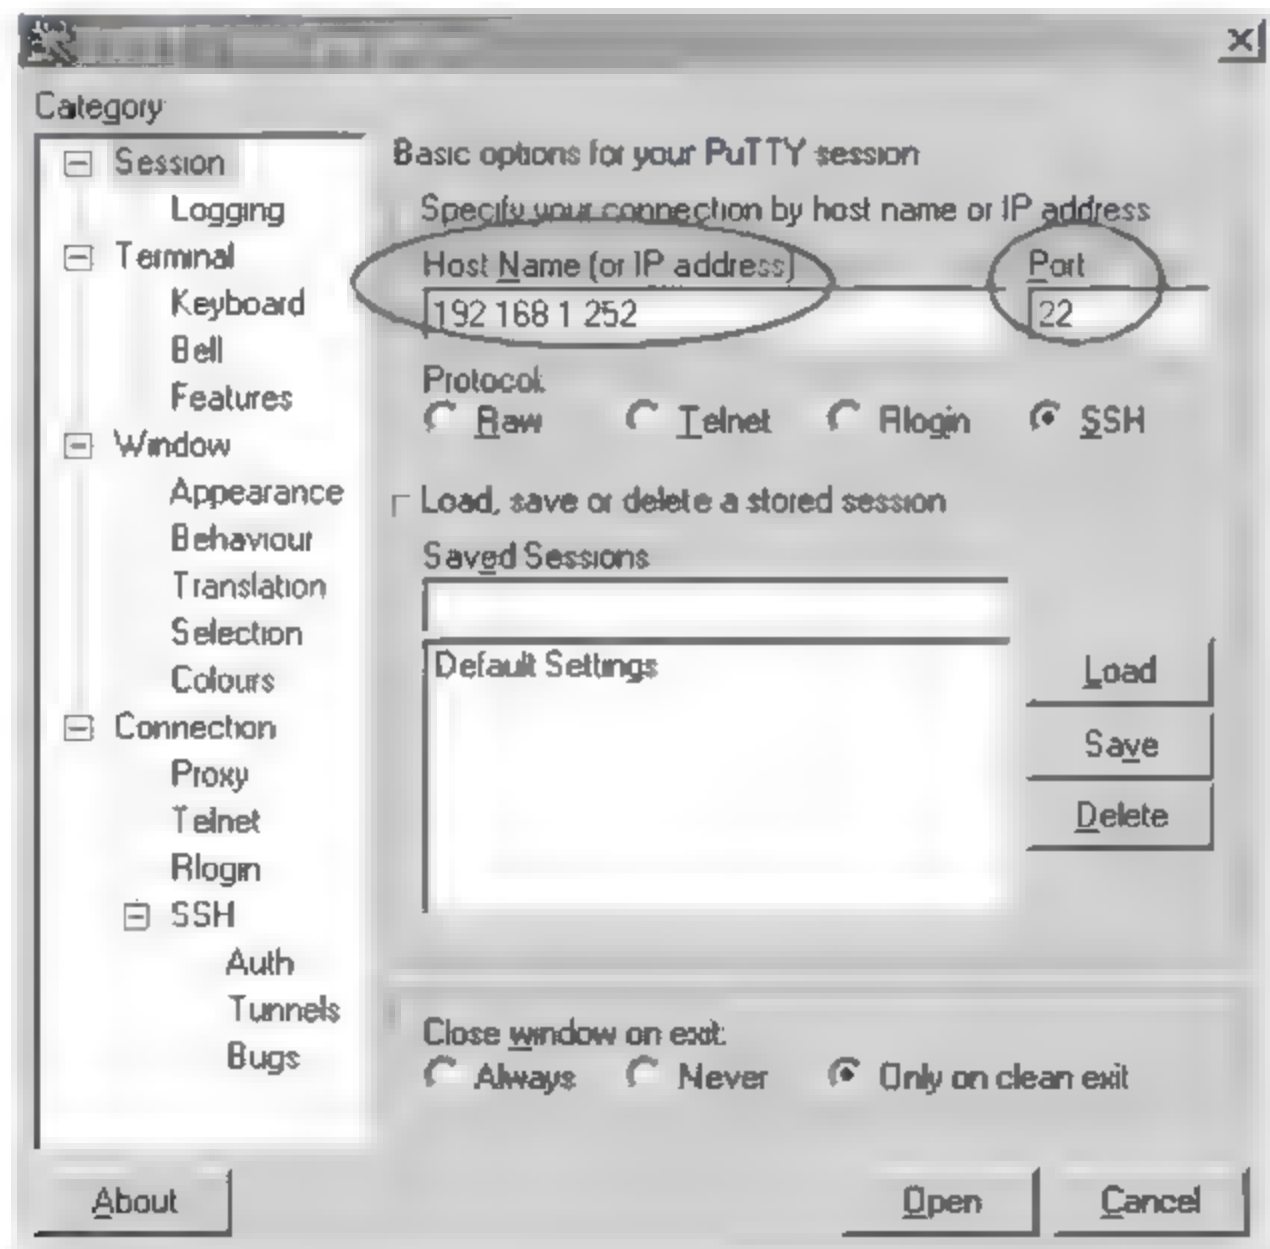 Category:
Session
Logging
Terminal
Keyboard
Bell
Features
Window
Appearance
Behaviour
Translation
Selection
Colours
Connection
Proxy
Telnet
Rlogin
SSH
Auth
Tunnels
Bugs
Basic options for your PuTTY session
Specify your connection by host name or IP address
Host Name (or IP address) Port
192 168 1 252 22
Protocol:
Raw Telnet Rlogin SSH
Load, save or delete a stored session
Saved Sessions
Default Settings
Load
Save
Delete
Close window on exit:
Always Never Only on clean exit
About Open Cancel